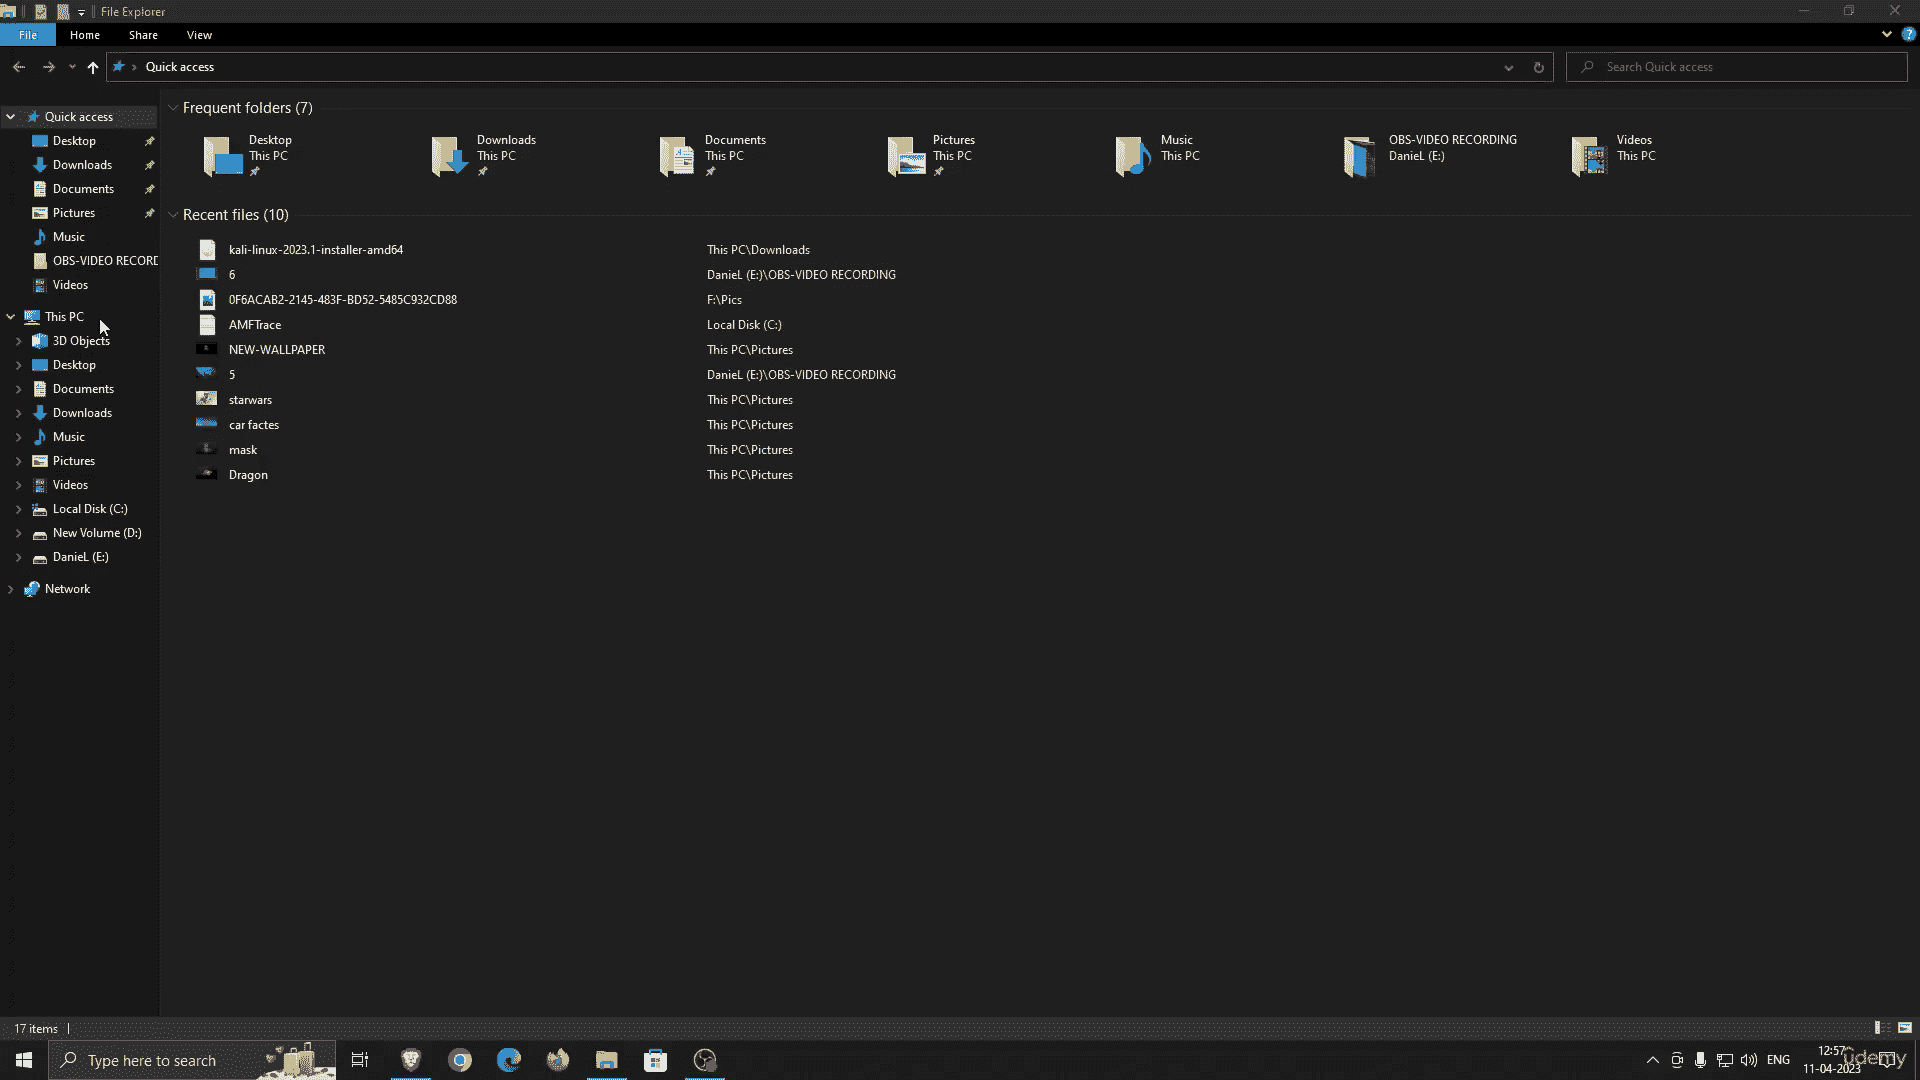 File Explorer
File Home Share View
Quick access
Search Quick access
Quick access
Desktop
Downloads
Documents
Pictures
Music
OBS-VIDEO RECORD
Videos
This PC
3D Objects
Desktop
Documents
Downloads
Music
Pictures
Videos
Local Disk (C:)
New Volume (D:)
DanieL (E:)
Network
Frequent folders (7)
Desktop
This PC
Downloads
This PC
Documents
This PC
Pictures
This PC
Music
This PC
OBS-VIDEO RECORDING
DanieL (E:)
Videos
This PC
Recent files (10)
kali-linux-2023.1-installer-amd64 This PC\Downloads
6 DanieL (E:)\OBS-VIDEO RECORDING
0F6ACAB2-2145-483F-BD52-5485C932CD88 F:\Pics
AMFTrace Local Disk (C:)
NEW-WALLPAPER This PC\Pictures
5 DanieL (E:)\OBS-VIDEO RECORDING
starwars This PC\Pictures
car factes This PC\Pictures
mask This PC\Pictures
Dragon This PC\Pictures
17 items
Type here to search
ENG
12:57
11-04-2023
udemy